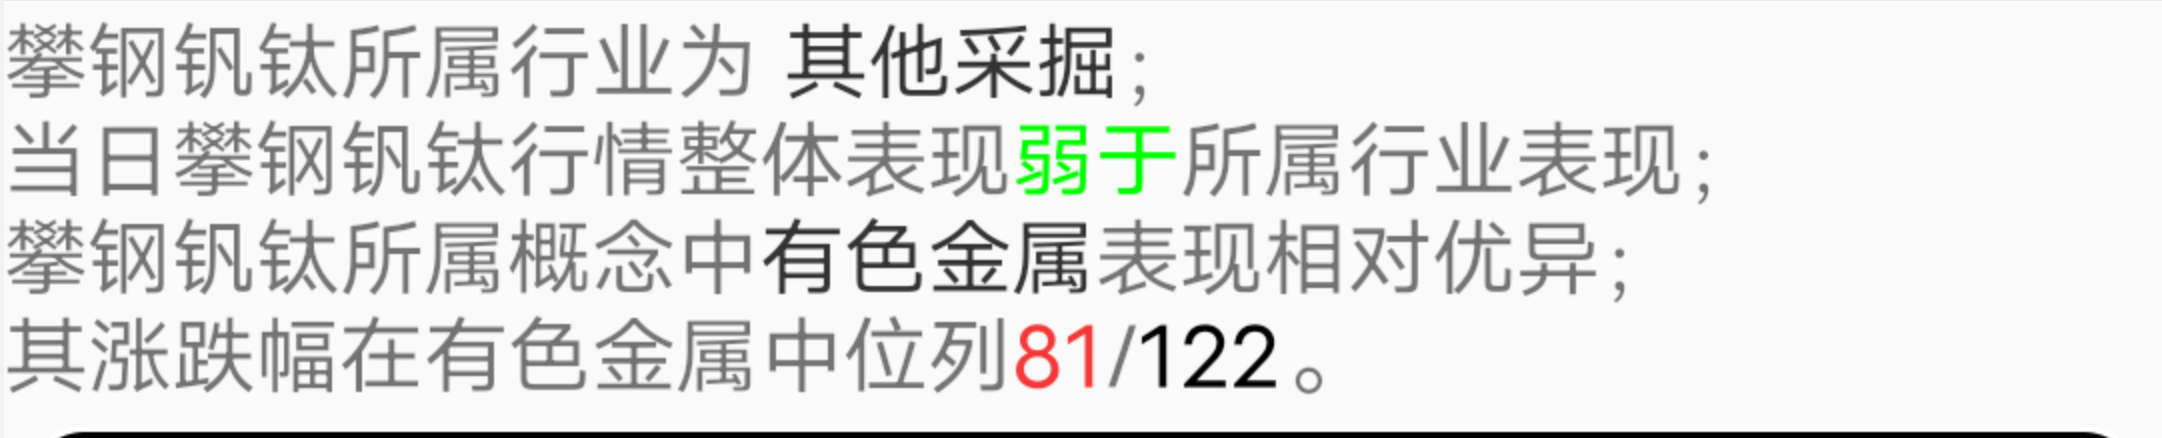 攀钢钒钛所属行业为 其他采掘;
当日攀钢钒钛行情整体表现弱于所属行业表现;
攀钢钒钛所属概念中有色金属表现相对优异;
其涨跌幅在有色金属中位列81/122。